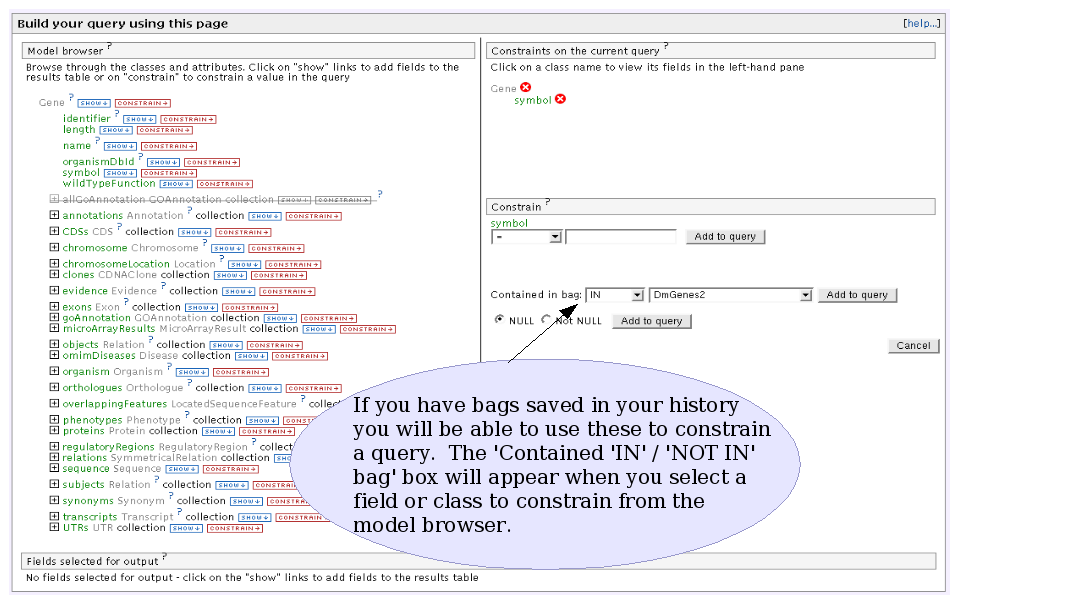 Build your query using this page [help...]
Model browser ?
Browse through the classes and attributes. Click on "show" links to add fields to the
results table or on "constrain" to constrain a value in the query
Gene ? SHOW↓ CONSTRAIN→
identifier ? SHOW↓ CONSTRAIN→
length SHOW↓ CONSTRAIN→
name ? SHOW↓ CONSTRAIN→
organismDbId ? SHOW↓ CONSTRAIN→
symbol SHOW↓ CONSTRAIN→
wildTypeFunction SHOW↓ CONSTRAIN→
allGoAnnotation GOAnnotation collection SHOW↓ CONSTRAIN→ ?
annotations Annotation ? collection SHOW↓ CONSTRAIN→
CDSs CDS ? collection SHOW↓ CONSTRAIN→
chromosome Chromosome ? SHOW↓ CONSTRAIN→
chromosomeLocation Location ? SHOW↓ CONSTRAIN→
clones CDNAClone collection SHOW↓ CONSTRAIN→
evidence Evidence ? collection SHOW↓ CONSTRAIN→
exons Exon ? collection SHOW↓ CONSTRAIN→
goAnnotation GOAnnotation collection SHOW↓ CONSTRAIN→
microArrayResults MicroArrayResult collection SHOW↓ CONSTRAIN→
objects Relation ? collection SHOW↓ CONSTRAIN→
omimDiseases Disease collection SHOW↓ CONSTRAIN→
organism Organism ? SHOW↓ CONSTRAIN→
orthologues Orthologue ? collection SHOW↓ CONSTRAIN→
overlappingFeatures LocatedSequenceFeature ?
phenotypes Phenotype ? collection SHOW↓
proteins Protein collection SHOW↓ CONSTRAIN→
regulatoryRegions RegulatoryRegion ?
relations SymmetricalRelation collection
sequence Sequence SHOW↓ CONSTRAIN→
subjects Relation ? collection SHOW↓
synonyms Synonym ? collection SHOW↓
transcripts Transcript ? collection SHOW↓
UTRs UTR collection SHOW↓ CONSTRAIN→
Constraints on the current query ?
Click on a class name to view its fields in the left-hand pane
Gene
symbol
Constrain ?
symbol
= Add to query
Contained in bag: IN DmGenes2 Add to query
NULL Not NULL Add to query
Cancel
If you have bags saved in your history
you will be able to use these to constrain
a query. The 'Contained 'IN' / 'NOT IN'
bag' box will appear when you select a
field or class to constrain from the
model browser.
Fields selected for output ?
No fields selected for output - click on the "show" links to add fields to the results table